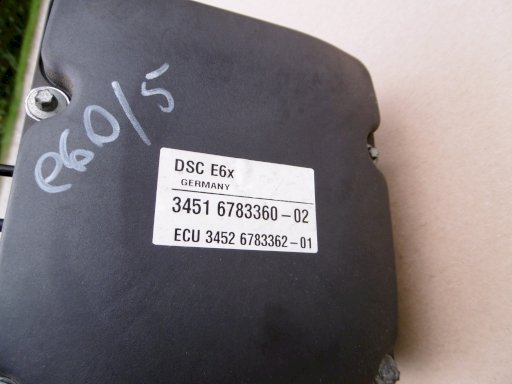 e60/5
DSC E6x
GERMANY
3451 6783360-02
ECU 3452 6783362-01